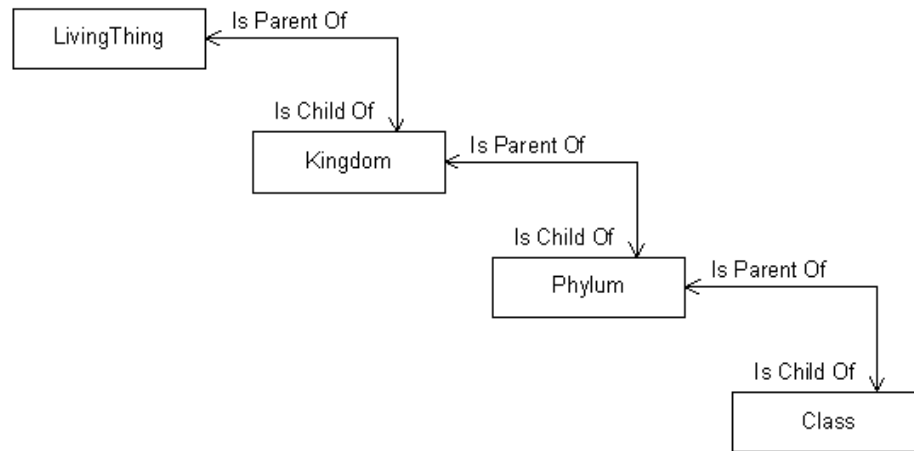 LivingThing
Is Parent Of
Is Child Of
Kingdom
Is Parent Of
Is Child Of
Phylum
Is Parent Of
Is Child Of
Class